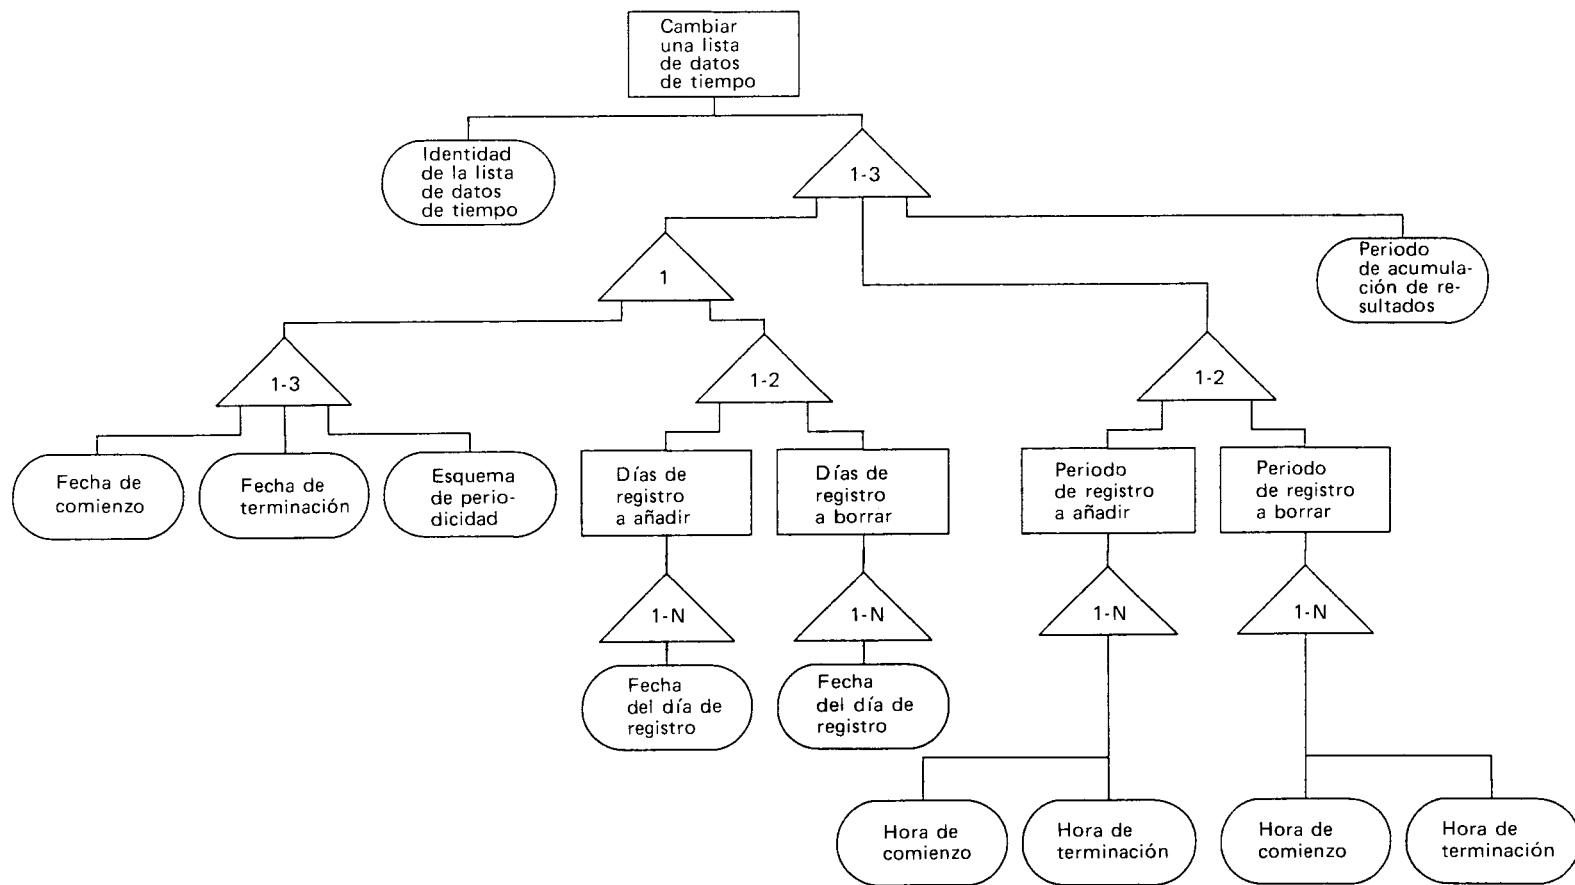 Cambiar
una lista
de datos
de tiempo
Identidad
de la lista
de datos
de tiempo
1-3
1
Periodo
de acumula-
ción de re-
sultados
1-3
1-2
1-2
Fecha de
comienzo
Fecha de
terminación
Esquema
de perio-
dicidad
Días de
registro
a añadir
Días de
registro
a borrar
Periodo
de registro
a añadir
Periodo
de registro
a borrar
1-N
1-N
1-N
1-N
Fecha
del día de
registro
Fecha
del día de
registro
Hora de
comienzo
Hora de
terminación
Hora de
comienzo
Hora de
terminación